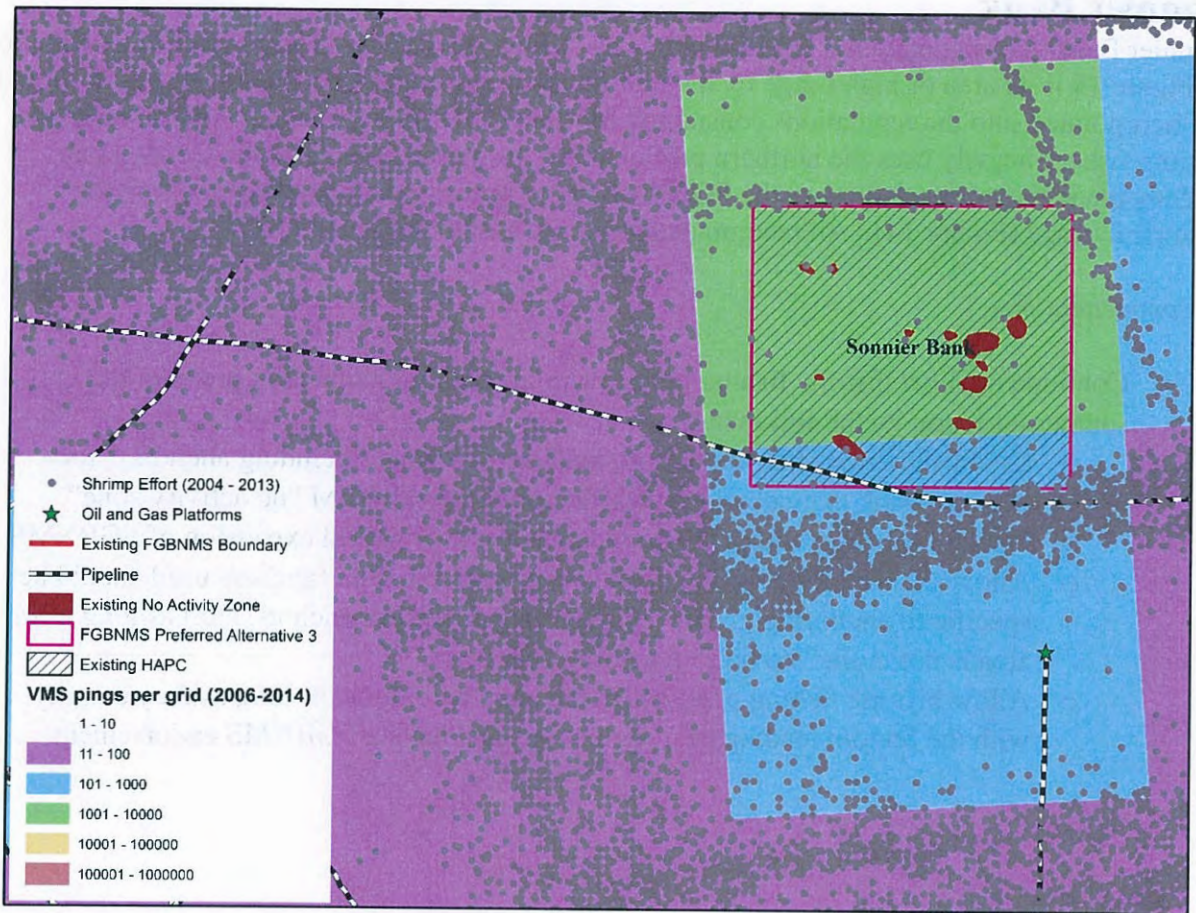 Sonnier Bank
Shrimp Effort (2004 - 2013)
Oil and Gas Platforms
Existing FGBNMS Boundary
Pipeline
Existing No Activity Zone
FGBNMS Preferred Alternative 3
Existing HAPC
VMS pings per grid (2006-2014)
1 - 10
11 - 100
101 - 1000
1001 - 10000
10001 - 100000
100001 - 1000000